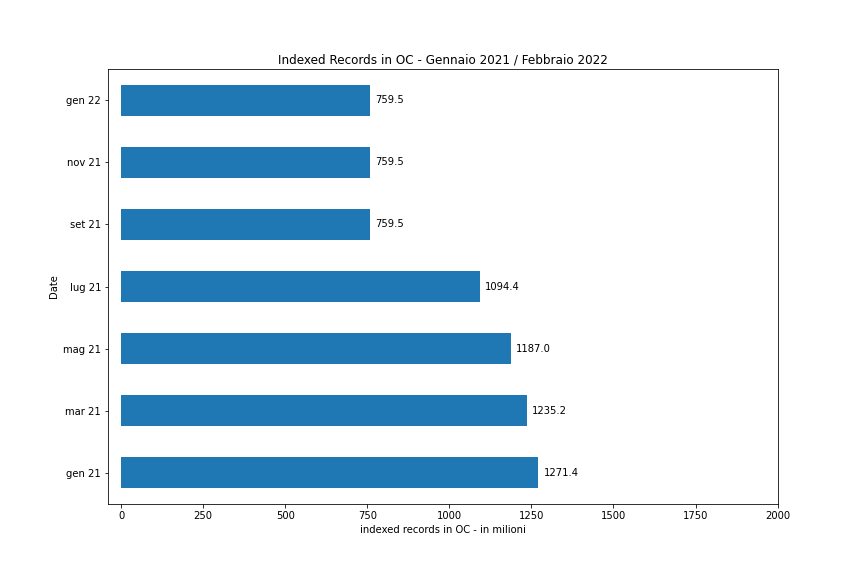 Indexed Records in OC - Gennaio 2021 / Febbraio 2022
gen 22
759.5
nov 21
759.5
set 21
759.5
lug 21
1094.4
mag 21
1187.0
mar 21
1235.2
gen 21
1271.4
Date
0 250 500 750 1000 1250 1500 1750 2000
indexed records in OC - in milioni